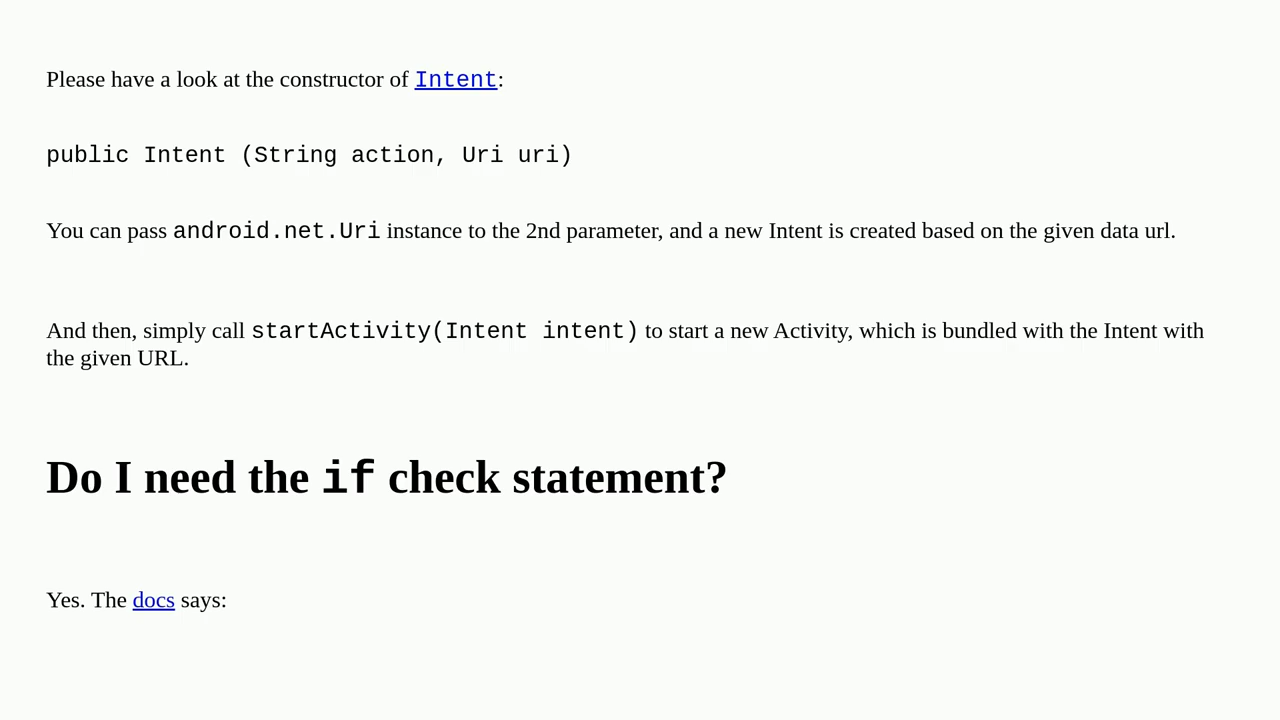 Please have a look at the constructor of Intent:
public Intent (String action, Uri uri)
You can pass android.net.Uri instance to the 2nd parameter, and a new Intent is created based on the given data url.
And then, simply call startActivity(Intent intent) to start a new Activity, which is bundled with the Intent with
the given URL.
Do I need the if check statement?
Yes. The docs says: